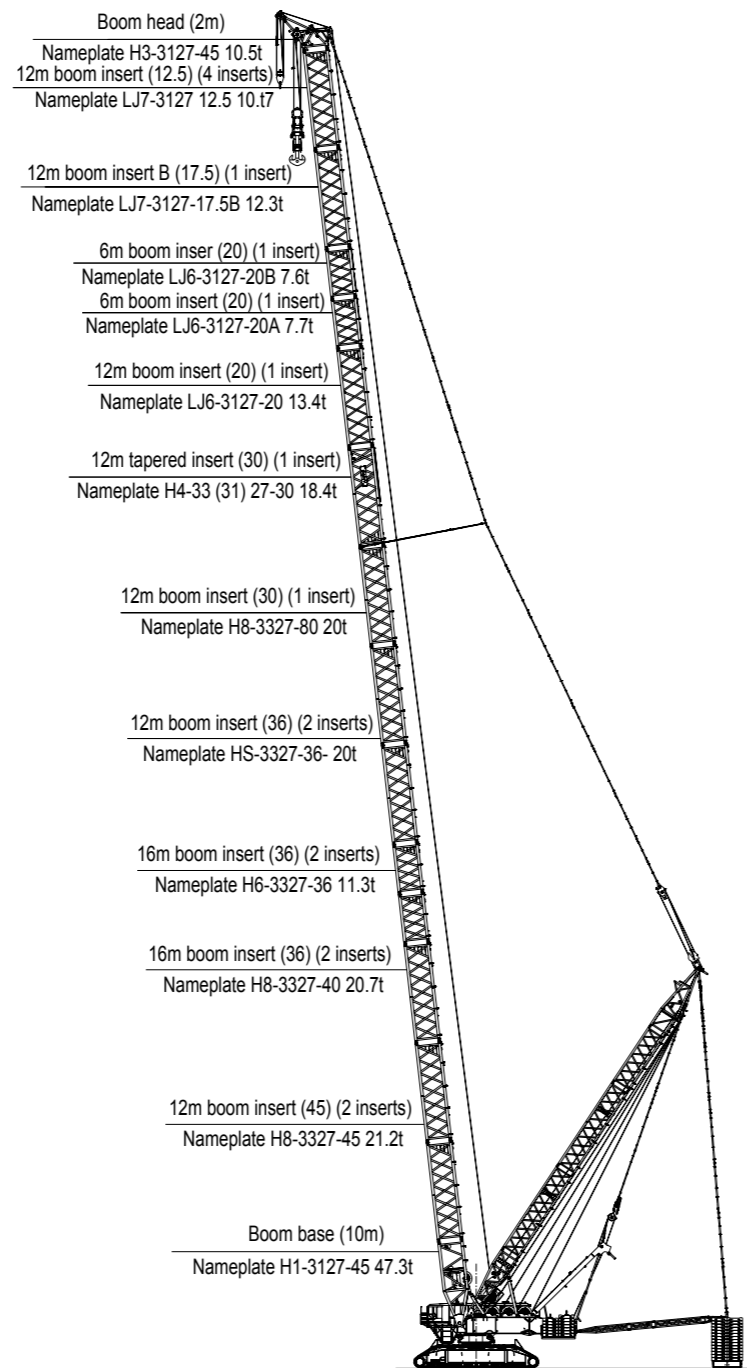 Boom head (2m)
Nameplate H3-3127-45 10.5t
12m boom insert (12.5) (4 inserts)
Nameplate LJ7-3127 12.5 10.t7
12m boom insert B (17.5) (1 insert)
Nameplate LJ7-3127-17.5B 12.3t
6m boom inser (20) (1 insert)
Nameplate LJ6-3127-20B 7.6t
6m boom insert (20) (1 insert)
Nameplate LJ6-3127-20A 7.7t
12m boom insert (20) (1 insert)
Nameplate LJ6-3127-20 13.4t
12m tapered insert (30) (1 insert)
Nameplate H4-33 (31) 27-30 18.4t
12m boom insert (30) (1 insert)
Nameplate H8-3327-80 20t
12m boom insert (36) (2 inserts)
Nameplate HS-3327-36- 20t
16m boom insert (36) (2 inserts)
Nameplate H6-3327-36 11.3t
16m boom insert (36) (2 inserts)
Nameplate H8-3327-40 20.7t
12m boom insert (45) (2 inserts)
Nameplate H8-3327-45 21.2t
Boom base (10m)
Nameplate H1-3127-45 47.3t